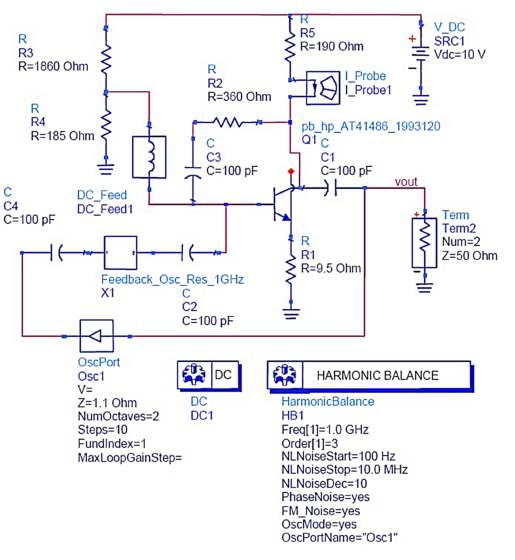 R
R3
R=1860 Ohm
R
R4
R=185 Ohm
R
R5
R=190 Ohm
V_DC
SRC1
Vdc=10 V
I_Probe
I_Probe1
R
R2
R=360 Ohm
C
C3
C=100 pF
pb_hp_AT41486_1993120
Q1
C
C1
C=100 pF
DC_Feed
DC_Feed1
vout
Term
Term2
Num=2
Z=50 Ohm
C
C4
C=100 pF
Feedback_Osc_Res_1GHz
X1
C
C2
C=100 pF
R
R1
R=9.5 Ohm
OscPort
Osc1
V=
Z=1.1 Ohm
NumOctaves=2
Steps=10
FundIndex=1
MaxLoopGainStep=
DC
DC
DC1
HARMONIC BALANCE
HarmonicBalance
HB1
Freq[1]=1.0 GHz
Order[1]=3
NLNoiseStart=100 Hz
NLNoiseStop=10.0 MHz
NLNoiseDec=10
PhaseNoise=yes
FM_Noise=yes
OscMode=yes
OscPortName="Osc1"